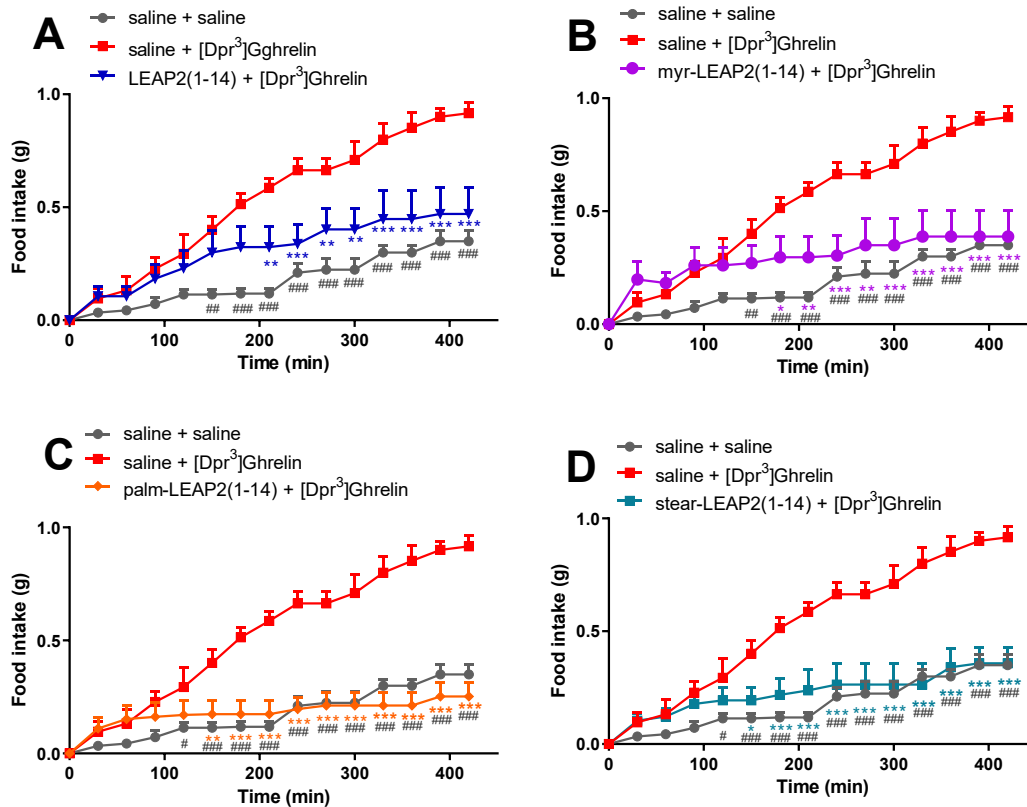 A
saline + saline
saline + [Dpr³]Gghrelin
LEAP2(1-14) + [Dpr³]Ghrelin
Food intake (g)
1.0
0.5
0.0
** *** ** ** *** *** *** ***
## ### ### ### ### ### ### ### ### ###
0 100 200 300 400
Time (min)
B
saline + saline
saline + [Dpr³]Ghrelin
myr-LEAP2(1-14) + [Dpr³]Ghrelin
Food intake (g)
1.0
0.5
0.0
* ** *** ** *** *** *** *** ***
## ### ### ### ### ### ### ### ### ###
0 100 200 300 400
Time (min)
C
saline + saline
saline + [Dpr³]Ghrelin
palm-LEAP2(1-14) + [Dpr³]Ghrelin
Food intake (g)
1.0
0.5
0.0
** *** *** *** *** *** *** *** *** ***
# ### ### ### ### ### ### ### ### ### ###
0 100 200 300 400
Time (min)
D
saline + saline
saline + [Dpr³]Ghrelin
stear-LEAP2(1-14) + [Dpr³]Ghrelin
Food intake (g)
1.0
0.5
0.0
* *** *** *** *** *** *** *** *** ***
# ### ### ### ### ### ### ### ### ### ###
0 100 200 300 400
Time (min)